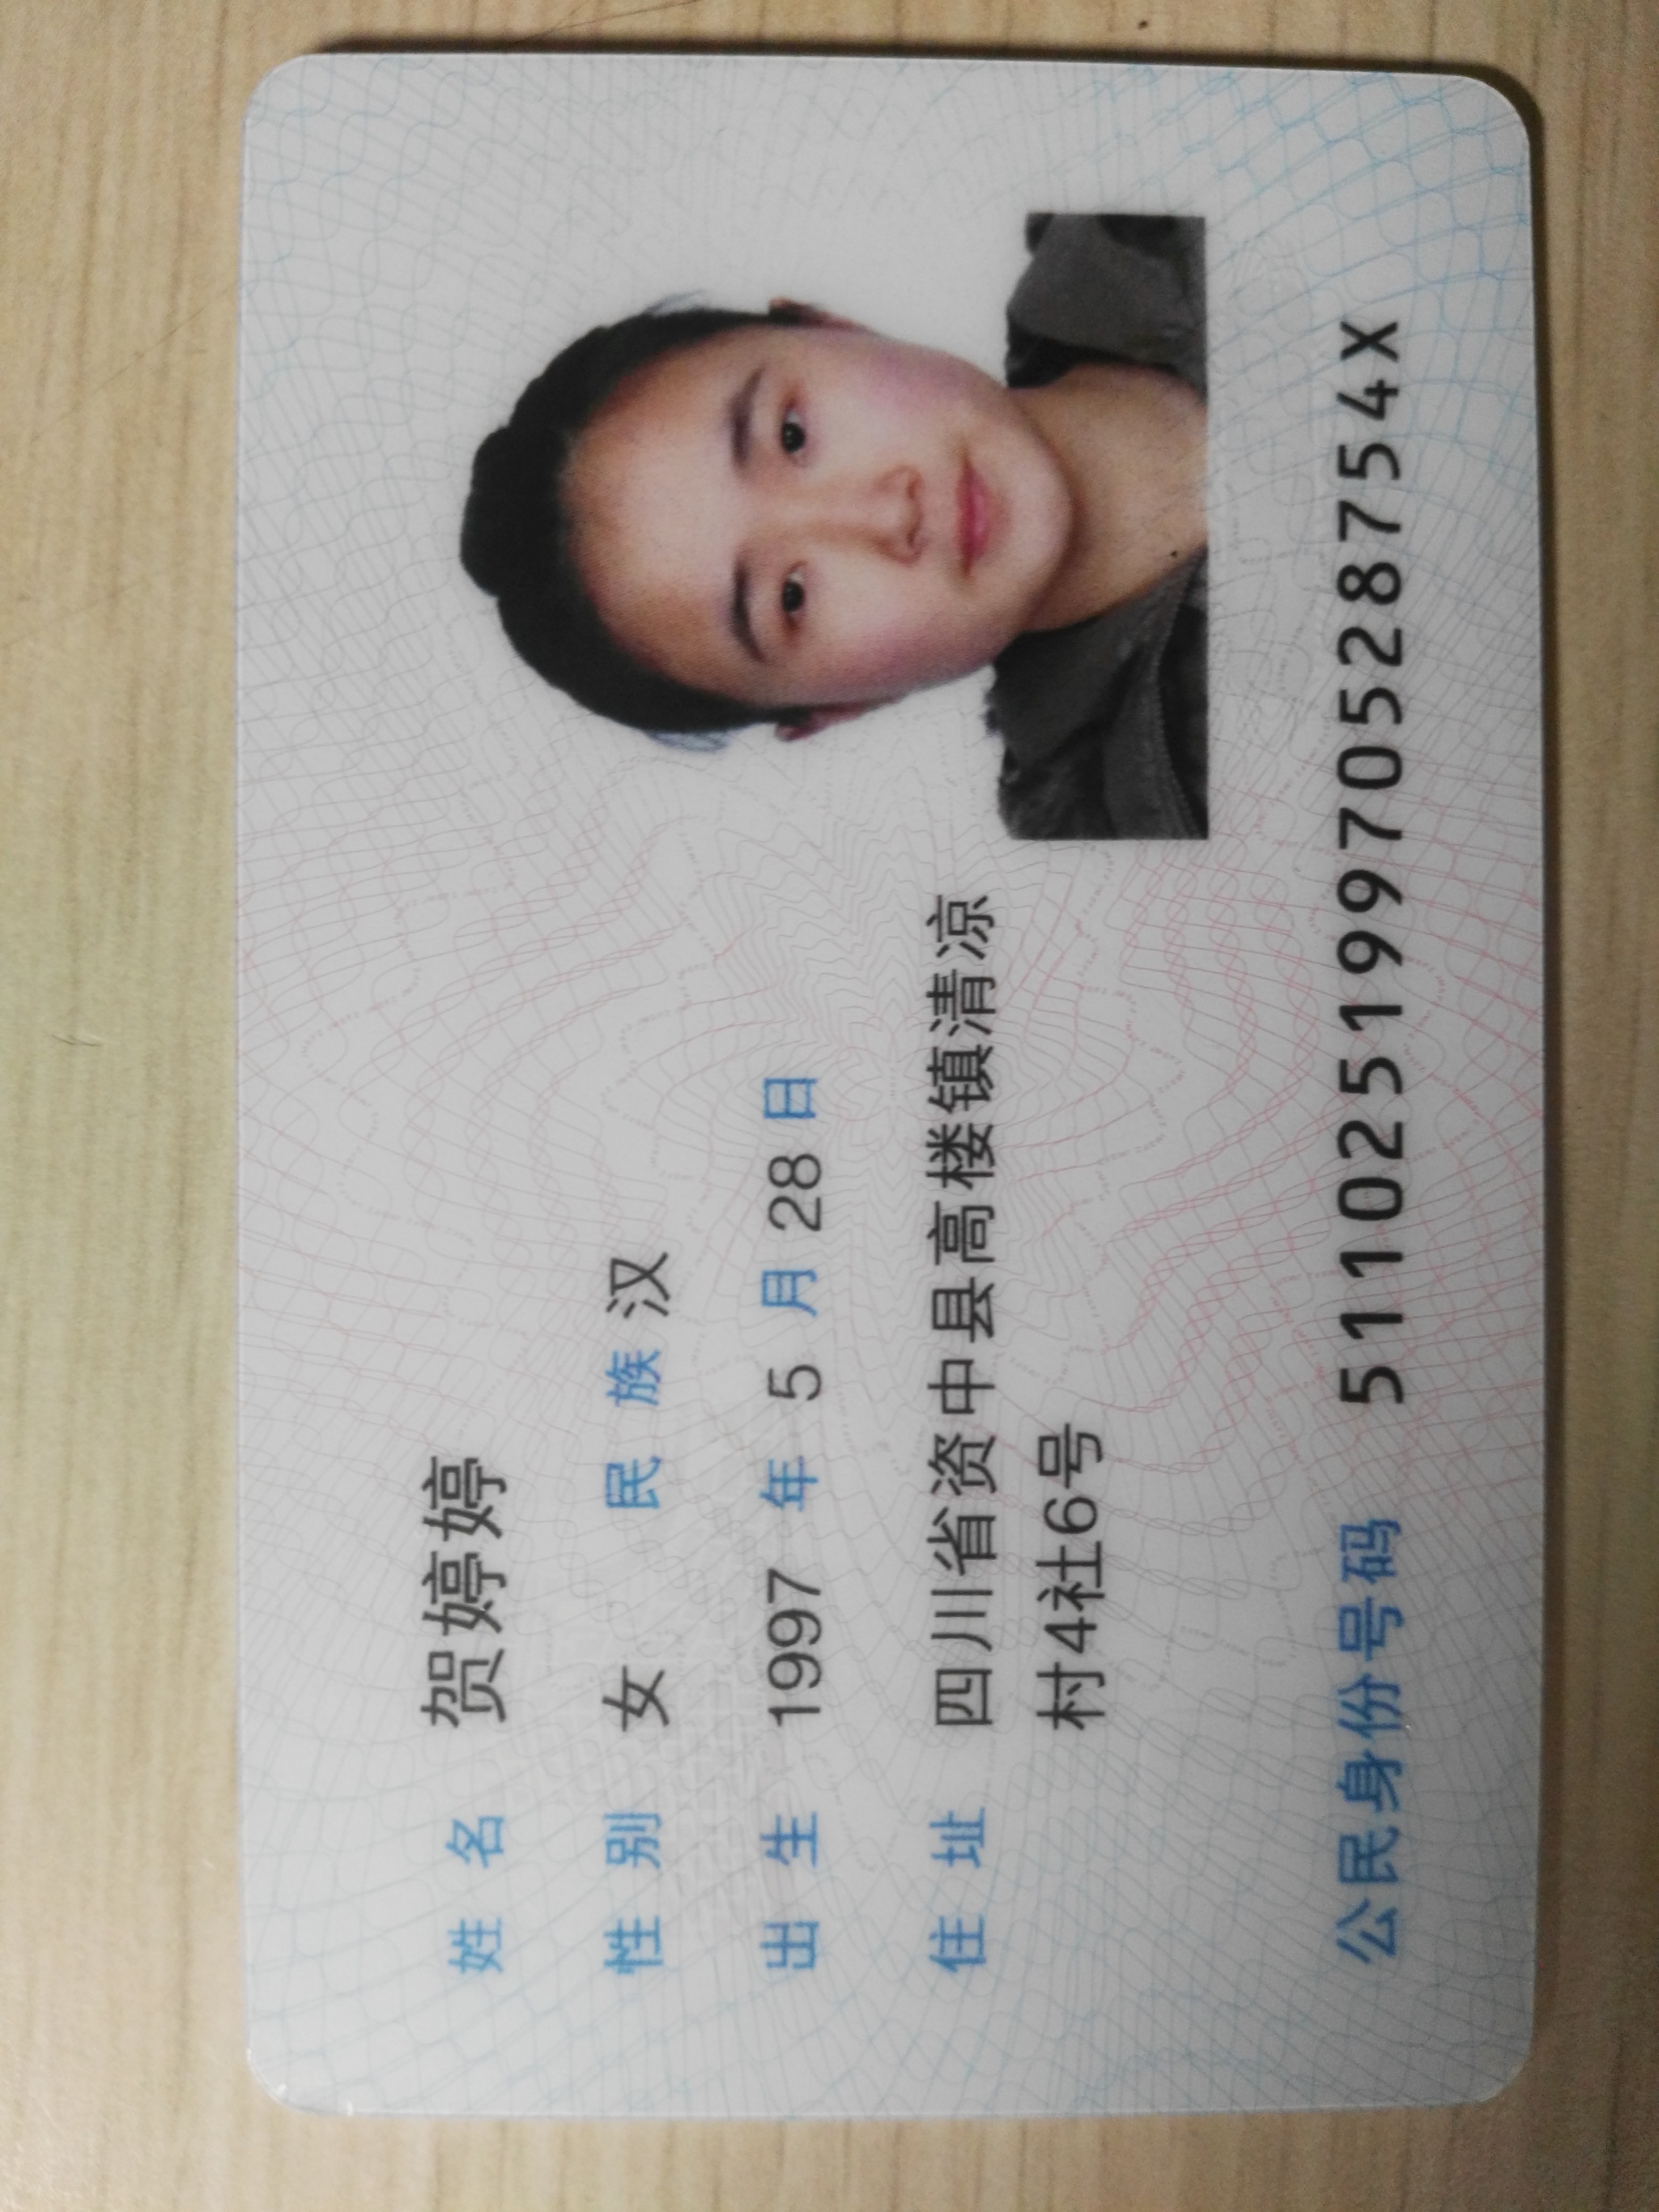 姓名 贺婷婷
性别 女 民族 汉
出生 1997 年 5 月 28 日
住址 四川省资中县高楼镇清凉
村4社6号
公民身份号码 51102519970528754X